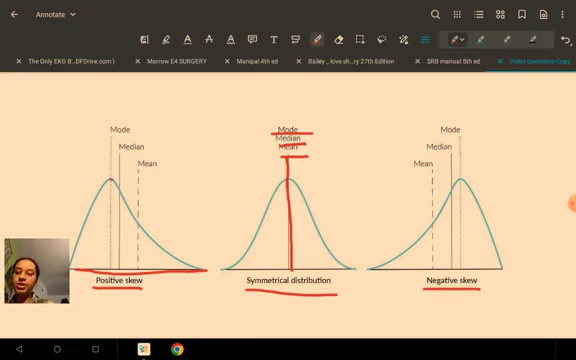 Annotate
The Only EKG B...DFDrive.com )
Marrow E4 SURGERY
Manipal 4th ed
Bailey _ love sh...ry 27th Edition
SRB manual 5th ed
Video questions Copy
Mode
Median
Mean
Positive skew
Mode
Median
Mean
Symmetrical distribution
Mode
Median
Mean
Negative skew